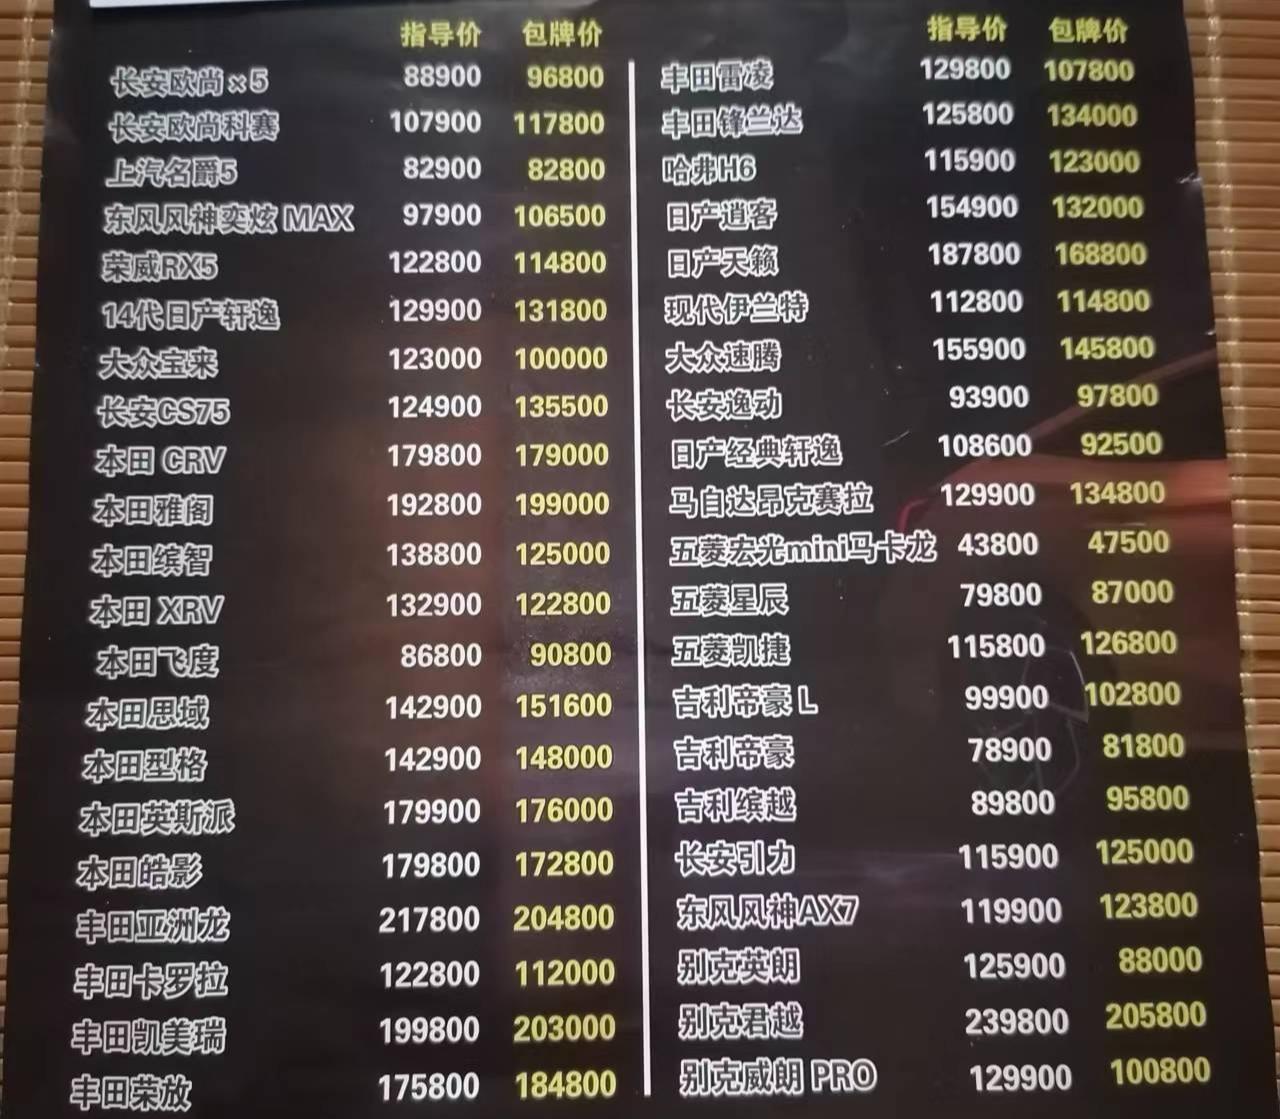 指导价 包牌价
长安欧尚x5 88900 96800
长安欧尚科赛 107900 117800
上汽名爵5 82900 82800
东风风神奕炫 MAX 97900 106500
荣威RX5 122800 114800
14代日产轩逸 129900 131800
大众宝来 123000 100000
长安CS75 124900 135500
本田 CRV 179800 179000
本田雅阁 192800 199000
本田缤智 138800 125000
本田 XRV 132900 122800
本田飞度 86800 90800
本田思域 142900 151600
本田型格 142900 148000
本田英斯派 179900 176000
本田皓影 179800 172800
丰田亚洲龙 217800 204800
丰田卡罗拉 122800 112000
丰田凯美瑞 199800 203000
丰田荣放 175800 184800
指导价 包牌价
丰田雷凌 129800 107800
丰田锋兰达 125800 134000
哈弗H6 115900 123000
日产逍客 154900 132000
日产天籁 187800 168800
现代伊兰特 112800 114800
大众速腾 155900 145800
长安逸动 93900 97800
日产经典轩逸 108600 92500
马自达昂克赛拉 129900 134800
五菱宏光mini马卡龙 43800 47500
五菱星辰 79800 87000
五菱凯捷 115800 126800
吉利帝豪 L 99900 102800
吉利帝豪 78900 81800
吉利缤越 89800 95800
长安引力 115900 125000
东风风神AX7 119900 123800
别克英朗 125900 88000
别克君越 239800 205800
别克威朗 PRO 129900 100800